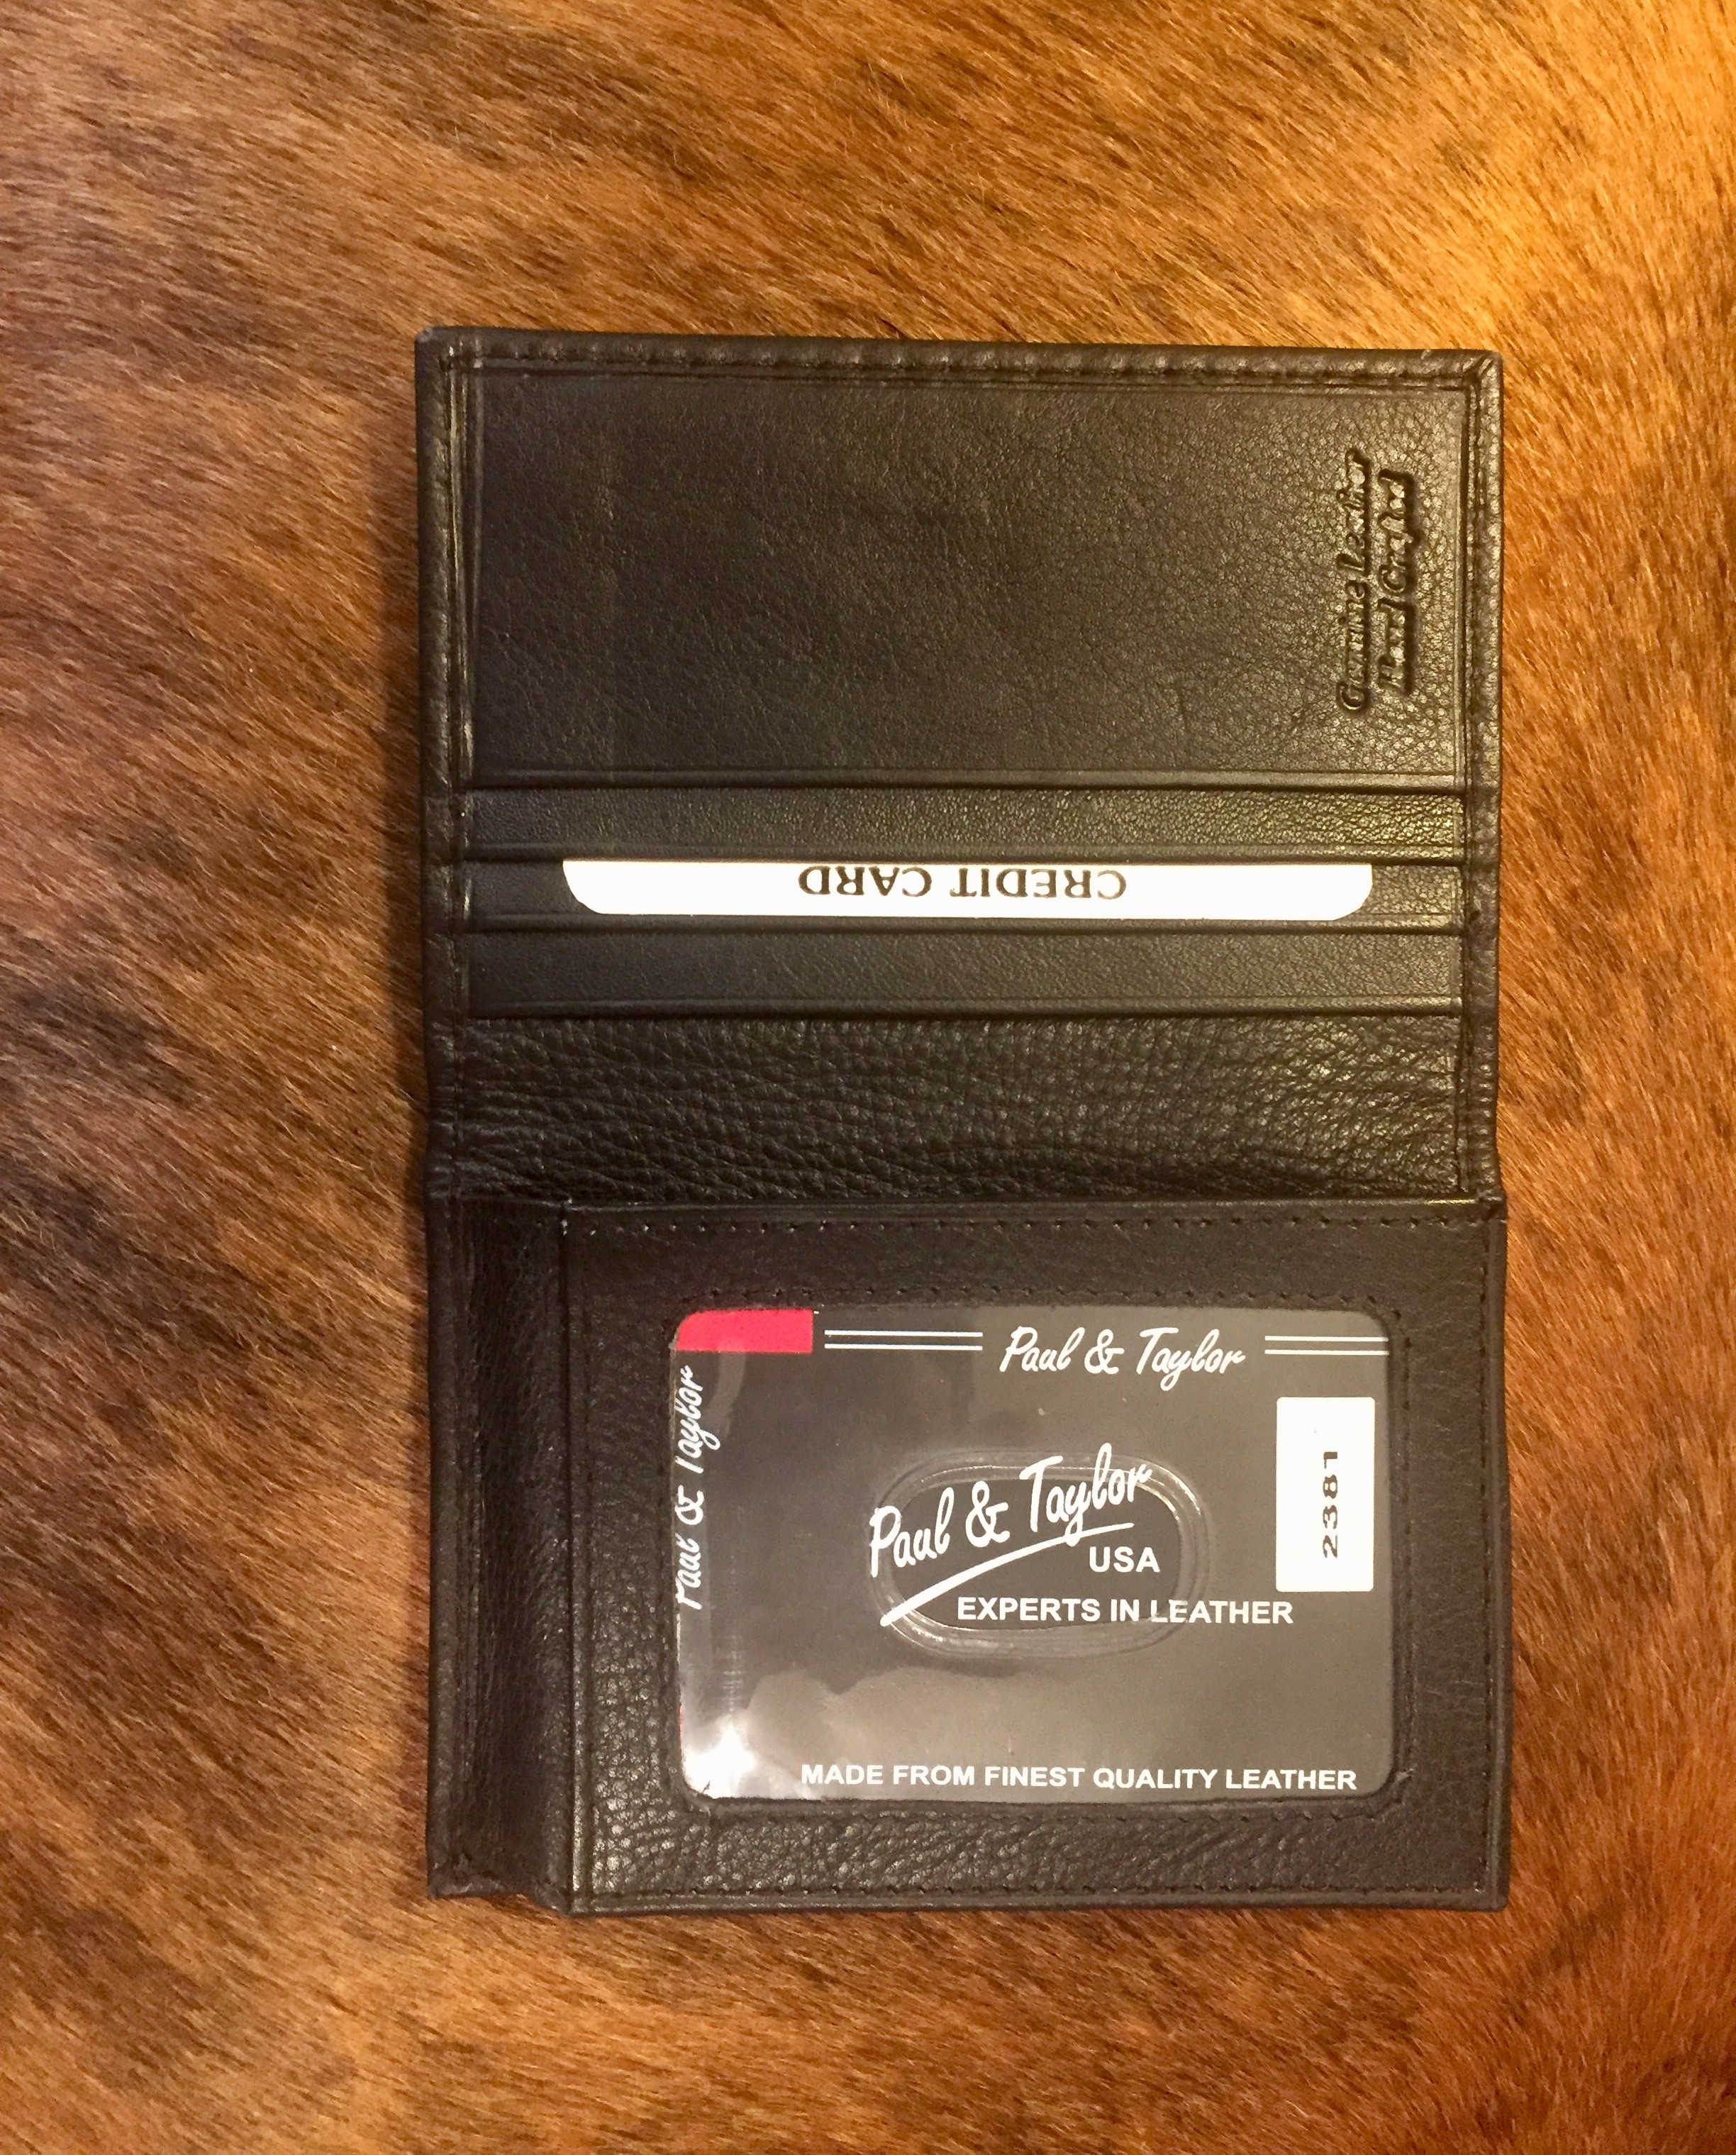 Genuine Leather
Hand Crafted
CREDIT CARD
Paul & Taylor
Paul & Taylor
2381
Paul & Taylor
USA
EXPERTS IN LEATHER
MADE FROM FINEST QUALITY LEATHER